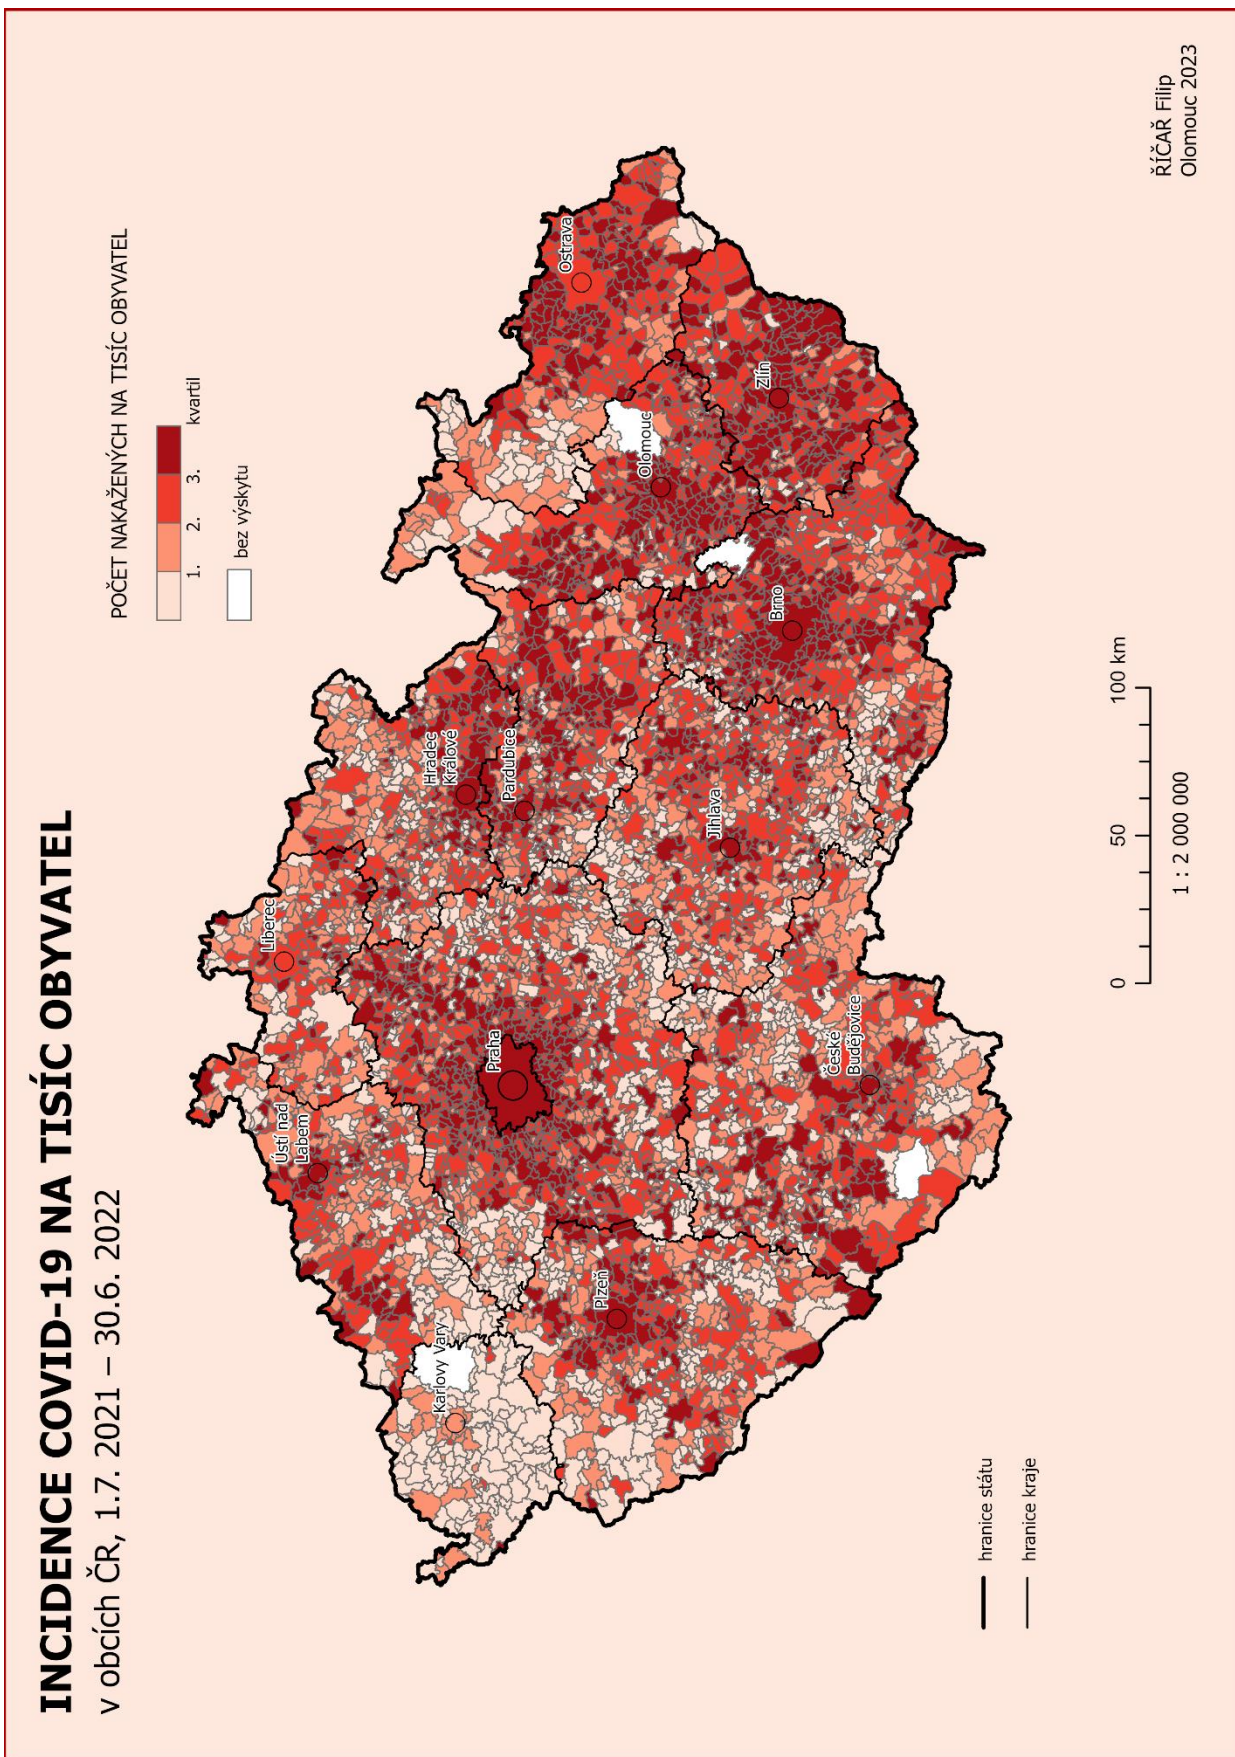 INCIDENCE COVID-19 NA TISÍC OBYVATEL
v obcích ČR, 1.7. 2021 – 30.6. 2022
POČET NAKAŽENÝCH NA TISÍC OBYVATEL
1. 2. 3. kvartil
bez výskytu
Ústí nad
Labem
Liberec
Karlovy Vary
Praha
Hradec
Králové
Pardubice
Plzeň
Ostrava
Olomouc
Jihlava
České
Budějovice
Brno
Zlín
hranice státu
hranice kraje
0 50 100 km
1 : 2 000 000
ŘÍČAŘ Filip
Olomouc 2023